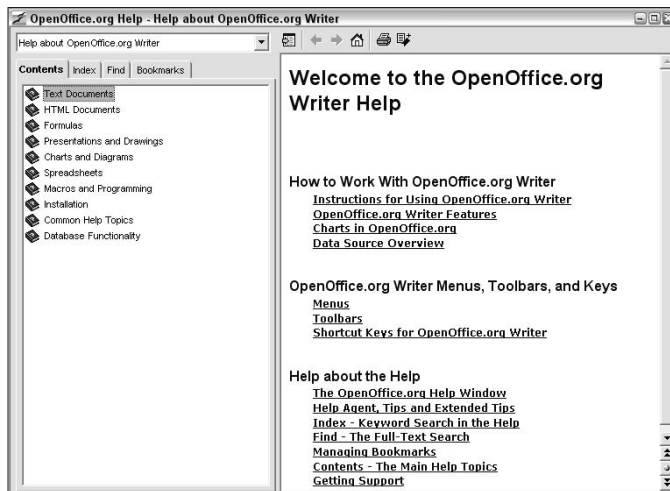 OpenOffice.org Help - Help about OpenOffice.org Writer
Help about OpenOffice.org Writer
Contents Index Find Bookmarks
Text Documents
HTML Documents
Formulas
Presentations and Drawings
Charts and Diagrams
Spreadsheets
Macros and Programming
Installation
Common Help Topics
Database Functionality
Welcome to the OpenOffice.org
Writer Help
How to Work With OpenOffice.org Writer
Instructions for Using OpenOffice.org Writer
OpenOffice.org Writer Features
Charts in OpenOffice.org
Data Source Overview
OpenOffice.org Writer Menus, Toolbars, and Keys
Menus
Toolbars
Shortcut Keys for OpenOffice.org Writer
Help about the Help
The OpenOffice.org Help Window
Help Agent, Tips and Extended Tips
Index - Keyword Search in the Help
Find - The Full-Text Search
Managing Bookmarks
Contents - The Main Help Topics
Getting Support